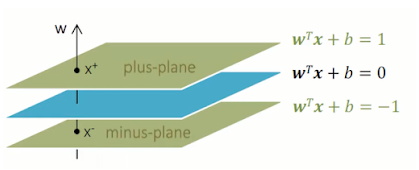 w
wᵀx + b = 1
x⁺ plus-plane
wᵀx + b = 0
wᵀx + b = −1
x⁻ minus-plane